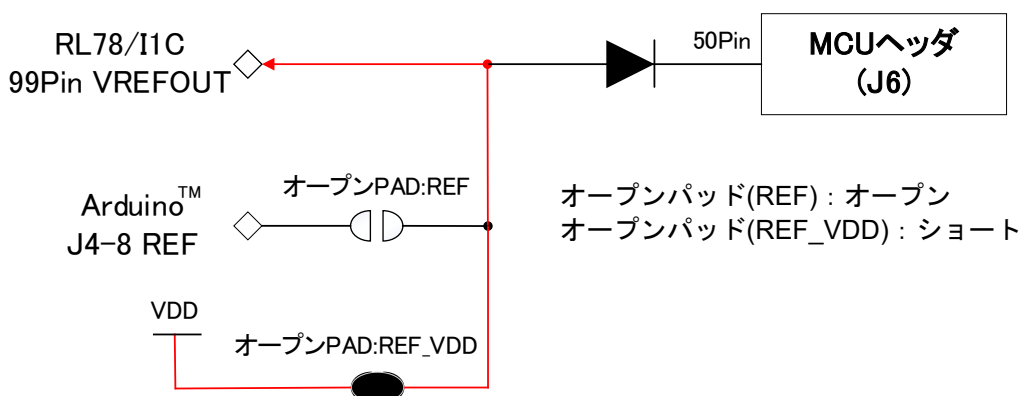 RL78/I1C
99Pin VREFOUT
50Pin
MCUヘッダ
(J6)
オープンPAD:REF
Arduino™
J4-8 REF
オープンパッド(REF)：オープン
オープンパッド(REF_VDD)：ショート
VDD
オープンPAD:REF_VDD